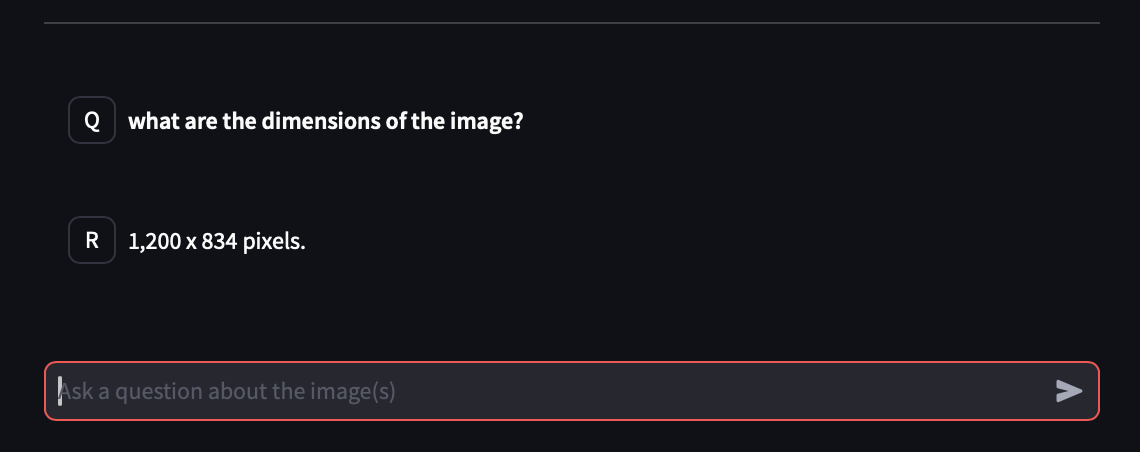 Q what are the dimensions of the image?
R 1,200 x 834 pixels.
Ask a question about the image(s)